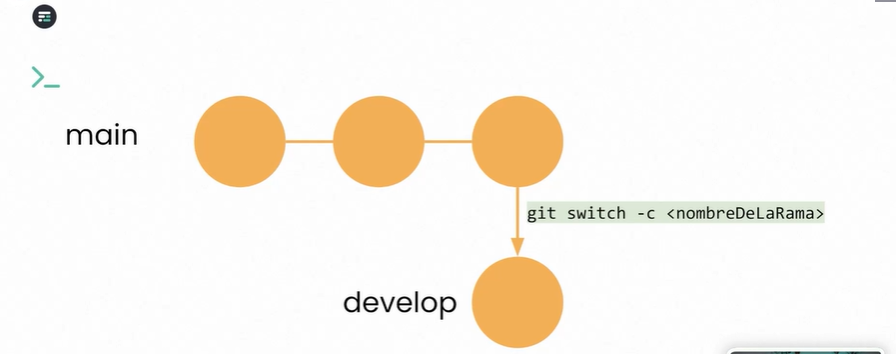 main
git switch -c <nombreDeLaRama>
develop